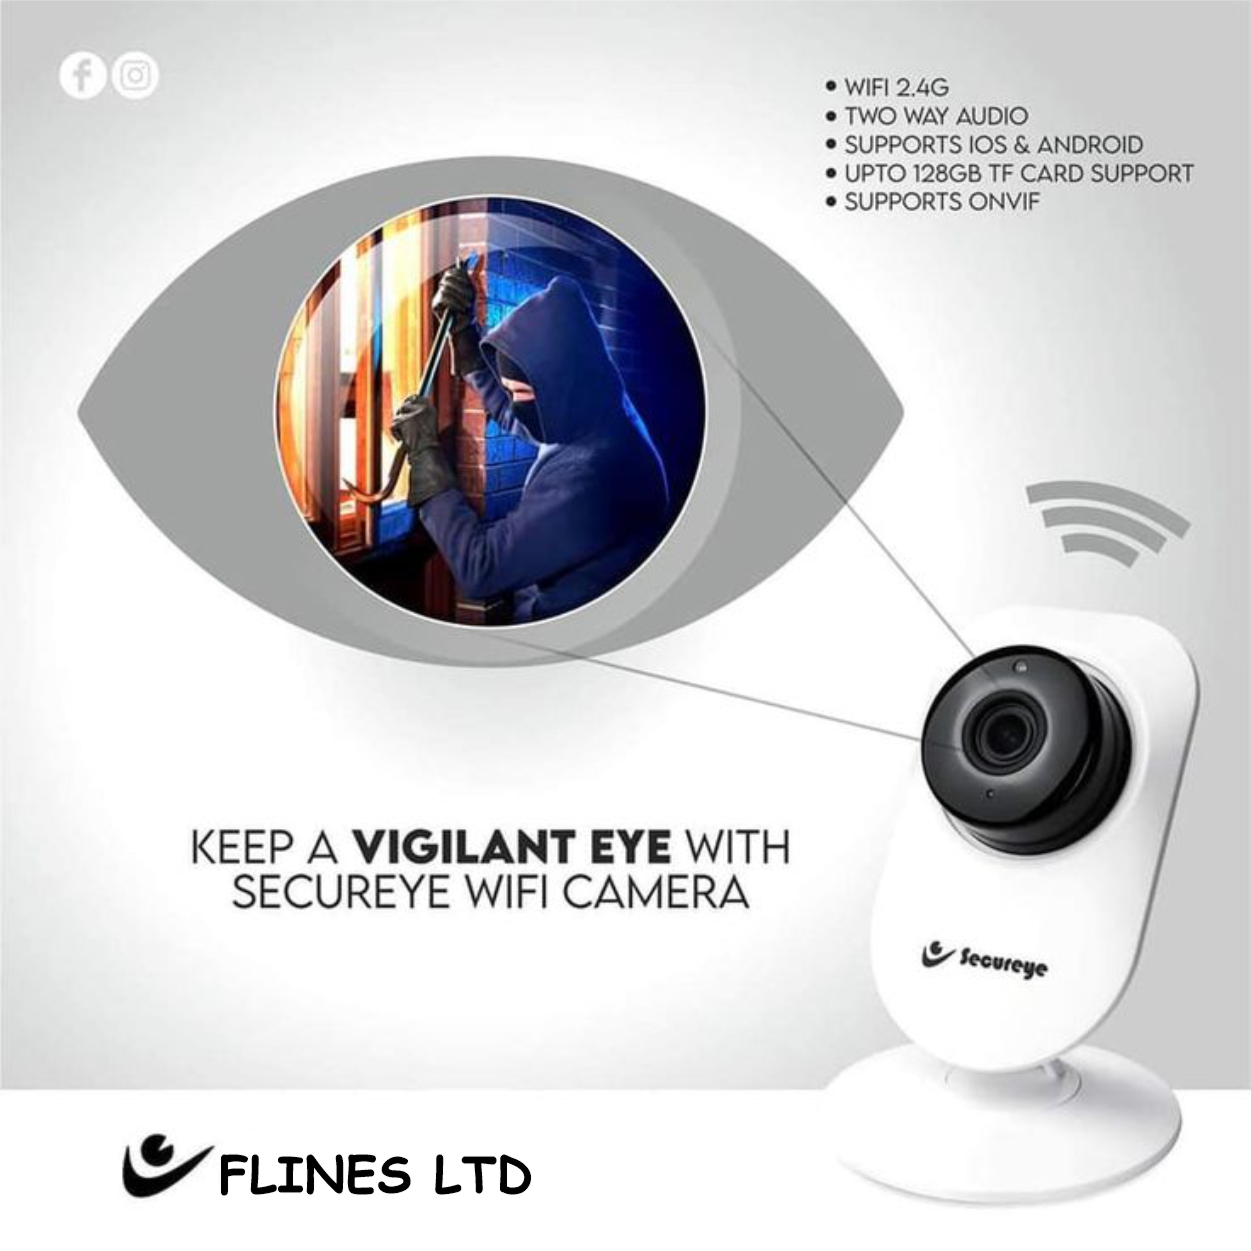 • WIFI 2.4G
• TWO WAY AUDIO
• SUPPORTS IOS & ANDROID
• UPTO 128GB TF CARD SUPPORT
• SUPPORTS ONVIF
KEEP A VIGILANT EYE WITH
SECUREYE WIFI CAMERA
Secureye
FLINES LTD